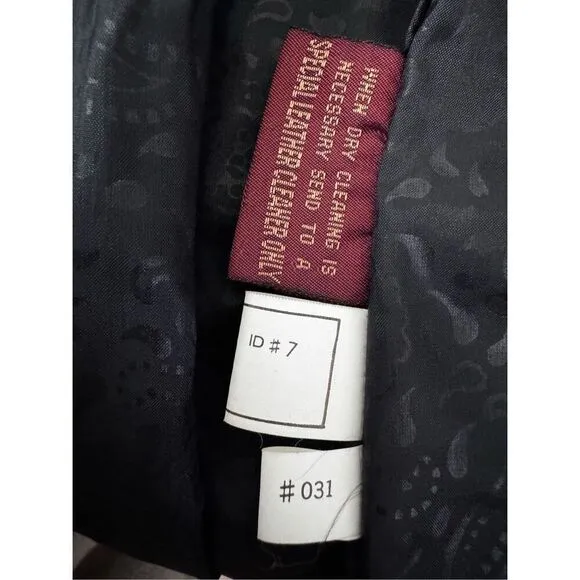 WHEN DRY CLEANING IS
NECESSARY SEND TO A
SPECIAL LEATHER CLEANER ONLY
ID # 7
# 031